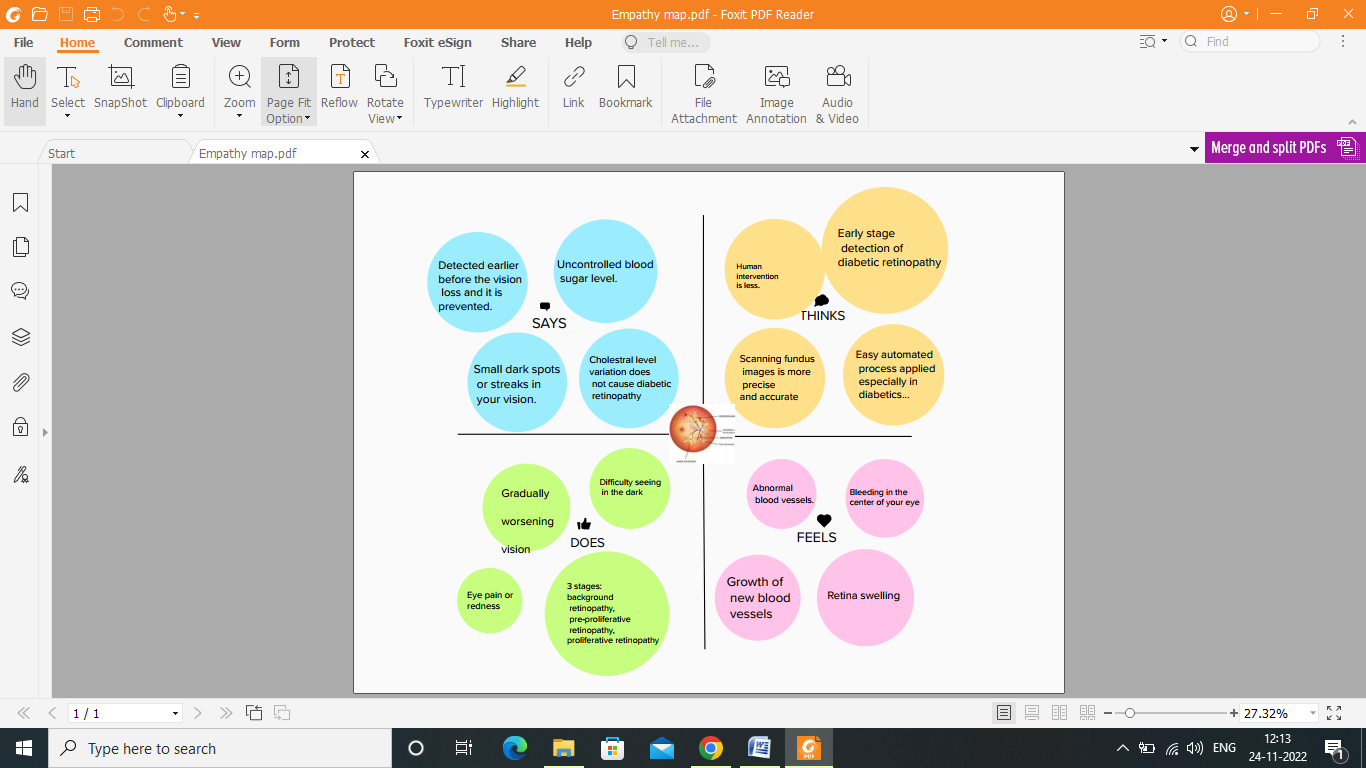 Empathy map.pdf - Foxit PDF Reader
File Home Comment View Form Protect Foxit eSign Share Help Tell me... Find
Hand Select SnapShot Clipboard Zoom Page Fit Option Reflow Rotate View Typewriter Highlight Link Bookmark File Attachment Image Annotation Audio & Video
Start
Empathy map.pdf
Merge and split PDFs
Detected earlier
before the vision
loss and it is
prevented.
Uncontrolled blood
sugar level.
SAYS
Small dark spots
or streaks in
your vision.
Cholestral level
variation does
not cause diabetic
retinopathy
Human
intervention
is less.
Early stage
detection of
diabetic retinopathy
THINKS
Scanning fundus
images is more
precise
and accurate
Easy automated
process applied
especially in
diabetics...
Gradually
worsening
vision
Difficulty seeing
in the dark
DOES
Eye pain or
redness
3 stages:
background
retinopathy,
pre-proliferative
retinopathy,
proliferative retinopathy
Abnormal
blood vessels.
Bleeding in the
center of your eye
FEELS
Growth of
new blood
vessels
Retina swelling
1 / 1
27.32%
Type here to search
ENG
12:13
24-11-2022
1